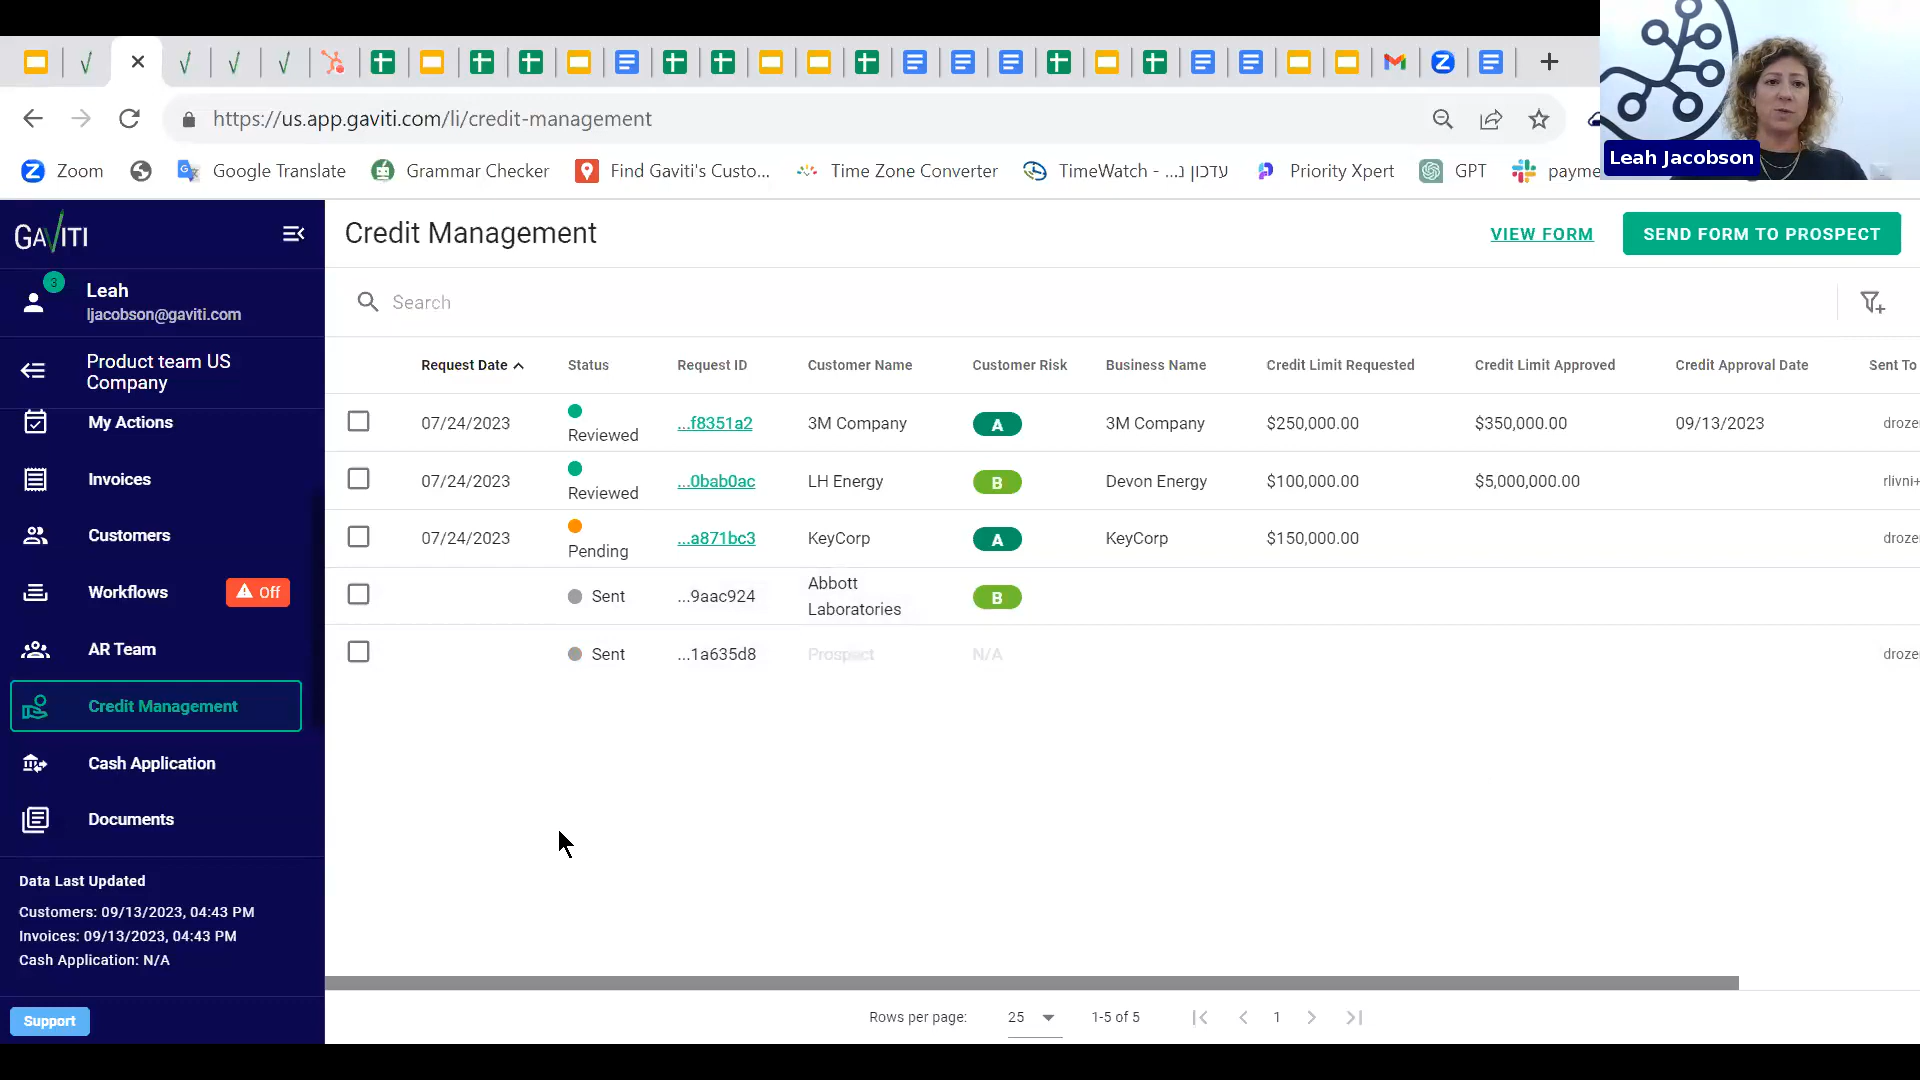 https://us.app.gaviti.com/li/credit-management
Leah Jacobson
Zoom
Google Translate
Grammar Checker
Find Gaviti's Custo...
Time Zone Converter
TimeWatch - ...עדכון נ
Priority Xpert
GPT
payme
GAVITI
Credit Management
VIEW FORM
SEND FORM TO PROSPECT
3
Leah
ljacobson@gaviti.com
Search
Product team US
Company
Request Date
Status
Request ID
Customer Name
Customer Risk
Business Name
Credit Limit Requested
Credit Limit Approved
Credit Approval Date
Sent To
My Actions
Invoices
Customers
Workflows
Off
AR Team
Credit Management
Cash Application
Documents
07/24/2023 Reviewed ...f8351a2 3M Company A 3M Company $250,000.00 $350,000.00 09/13/2023 droze
07/24/2023 Reviewed ...0bab0ac LH Energy B Devon Energy $100,000.00 $5,000,000.00 rlivni+
07/24/2023 Pending ...a871bc3 KeyCorp A KeyCorp $150,000.00 droze
Sent ...9aac924 Abbott
Laboratories B
Sent ...1a635d8 Prospect N/A droze
Data Last Updated
Customers: 09/13/2023, 04:43 PM
Invoices: 09/13/2023, 04:43 PM
Cash Application: N/A
Support
Rows per page: 25 1-5 of 5 1